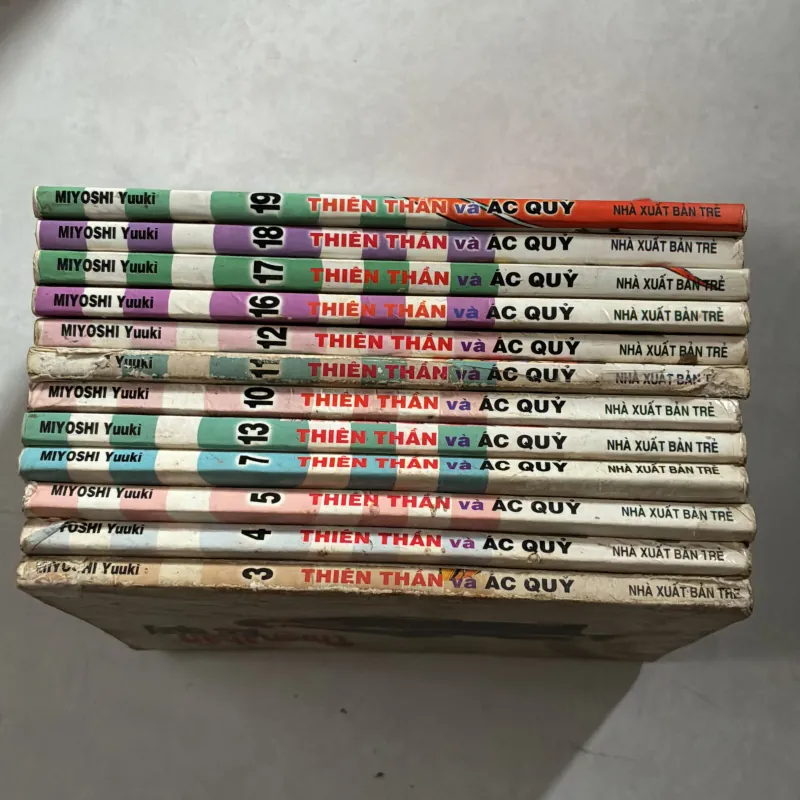 MIYOSHI Yuuki 19 THIÊN THẦN và ÁC QUỶ NHÀ XUẤT BẢN TRẺ
MIYOSHI Yuuki 18 THIÊN THẦN và ÁC QUỶ NHÀ XUẤT BẢN TRẺ
MIYOSHI Yuuki 17 THIÊN THẦN và ÁC QUỶ NHÀ XUẤT BẢN TRẺ
MIYOSHI Yuuki 16 THIÊN THẦN và ÁC QUỶ NHÀ XUẤT BẢN TRẺ
MIYOSHI Yuuki 12 THIÊN THẦN và ÁC QUỶ NHÀ XUẤT BẢN TRẺ
Yuuki 11 THIÊN THẦN và ÁC QUỶ NHÀ XUẤT BẢN
MIYOSHI Yuuki 10 THIÊN THẦN và ÁC QUỶ NHÀ XUẤT BẢN TRẺ
MIYOSHI Yuuki 13 THIÊN THẦN và ÁC QUỶ NHÀ XUẤT BẢN TRẺ
MIYOSHI Yuuki 7 THIÊN THẦN và ÁC QUỶ NHÀ XUẤT BẢN TRẺ
MIYOSHI Yuuki 5 THIÊN THẦN và ÁC QUỶ NHÀ XUẤT BẢN TRẺ
YOSHI Yuuki 4 THIÊN THẦN và ÁC QUỶ NHÀ XUẤT BẢN TRẺ
Yuuki 3 THIÊN THẦN và ÁC QUỶ NHÀ XUẤT BẢN TRẺ